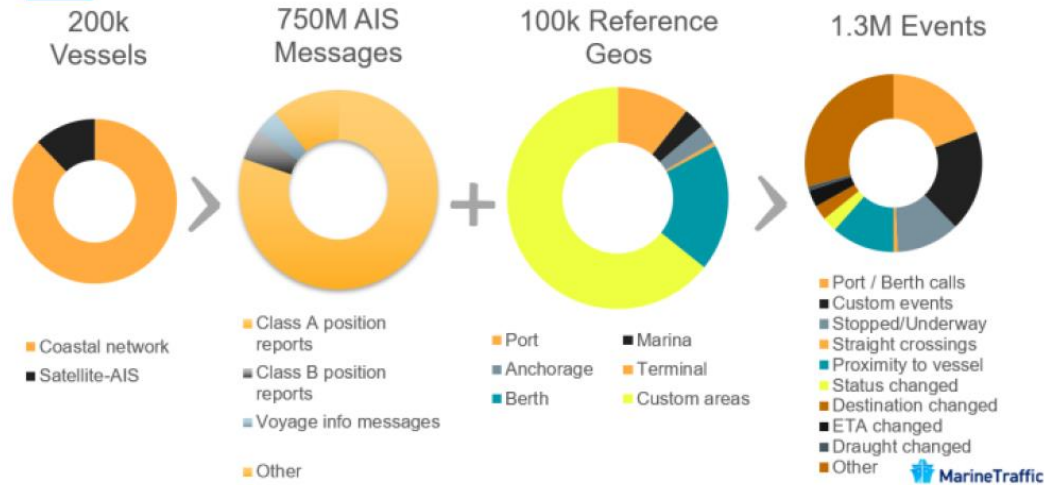 200k
Vessels
750M AIS
Messages
100k Reference
Geos
1.3M Events
Coastal network
Satellite-AIS
Class A position
reports
Class B position
reports
Voyage info messages
Other
Port
Marina
Anchorage
Terminal
Berth
Custom areas
Port / Berth calls
Custom events
Stopped/Underway
Straight crossings
Proximity to vessel
Status changed
Destination changed
ETA changed
Draught changed
Other
MarineTraffic